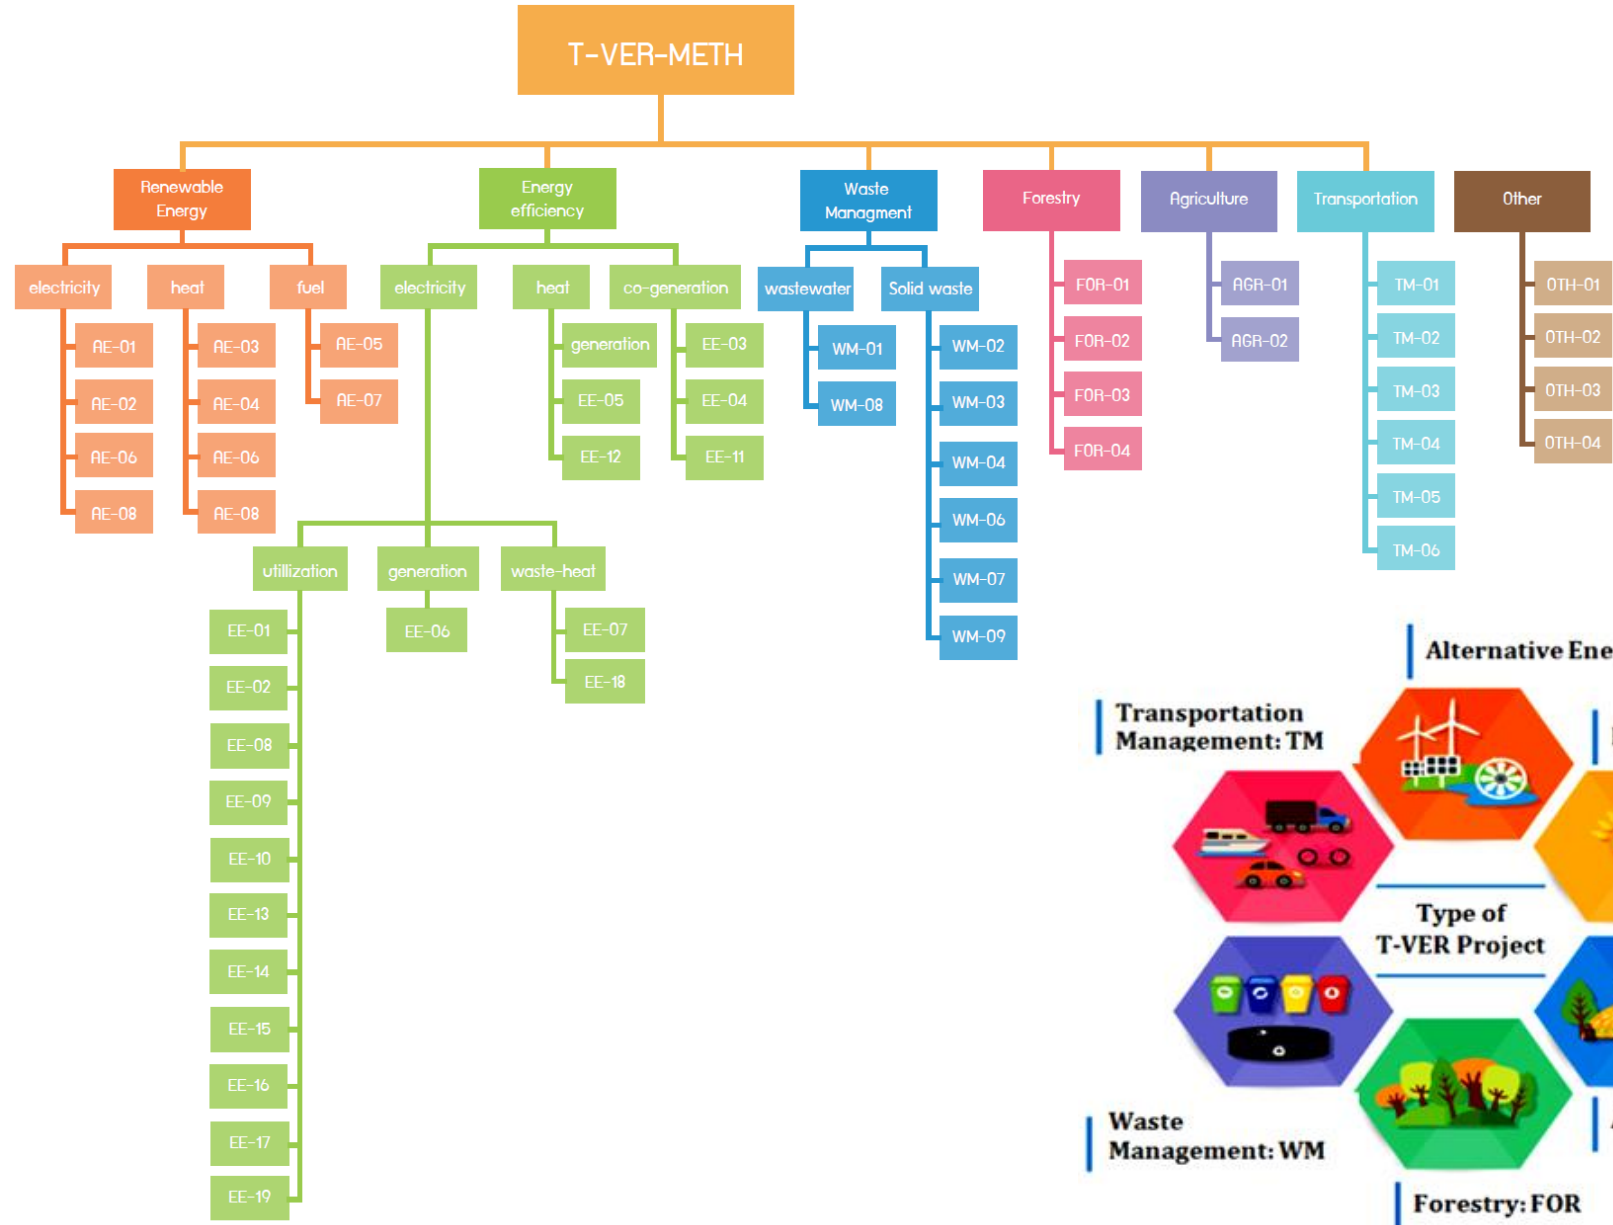 T-VER-METH
Renewable
Energy
Energy
efficiency
Waste
Managment
Forestry
Agriculture
Transportation
Other
electricity
heat
fuel
electricity
heat
co-generation
wastewater
Solid waste
AE-01
AE-02
AE-06
AE-08
AE-03
AE-04
AE-06
AE-08
AE-05
AE-07
generation
EE-05
EE-12
EE-03
EE-04
EE-11
WM-01
WM-08
WM-02
WM-03
WM-04
WM-06
WM-07
WM-09
FOR-01
FOR-02
FOR-03
FOR-04
AGR-01
AGR-02
TM-01
TM-02
TM-03
TM-04
TM-05
TM-06
OTH-01
OTH-02
OTH-03
OTH-04
utillization
generation
waste-heat
EE-01
EE-02
EE-08
EE-09
EE-10
EE-13
EE-14
EE-15
EE-16
EE-17
EE-19
EE-06
EE-07
EE-18
Alternative Ene
Transportation
Management: TM
Type of
T-VER Project
Waste
Management: WM
Forestry: FOR